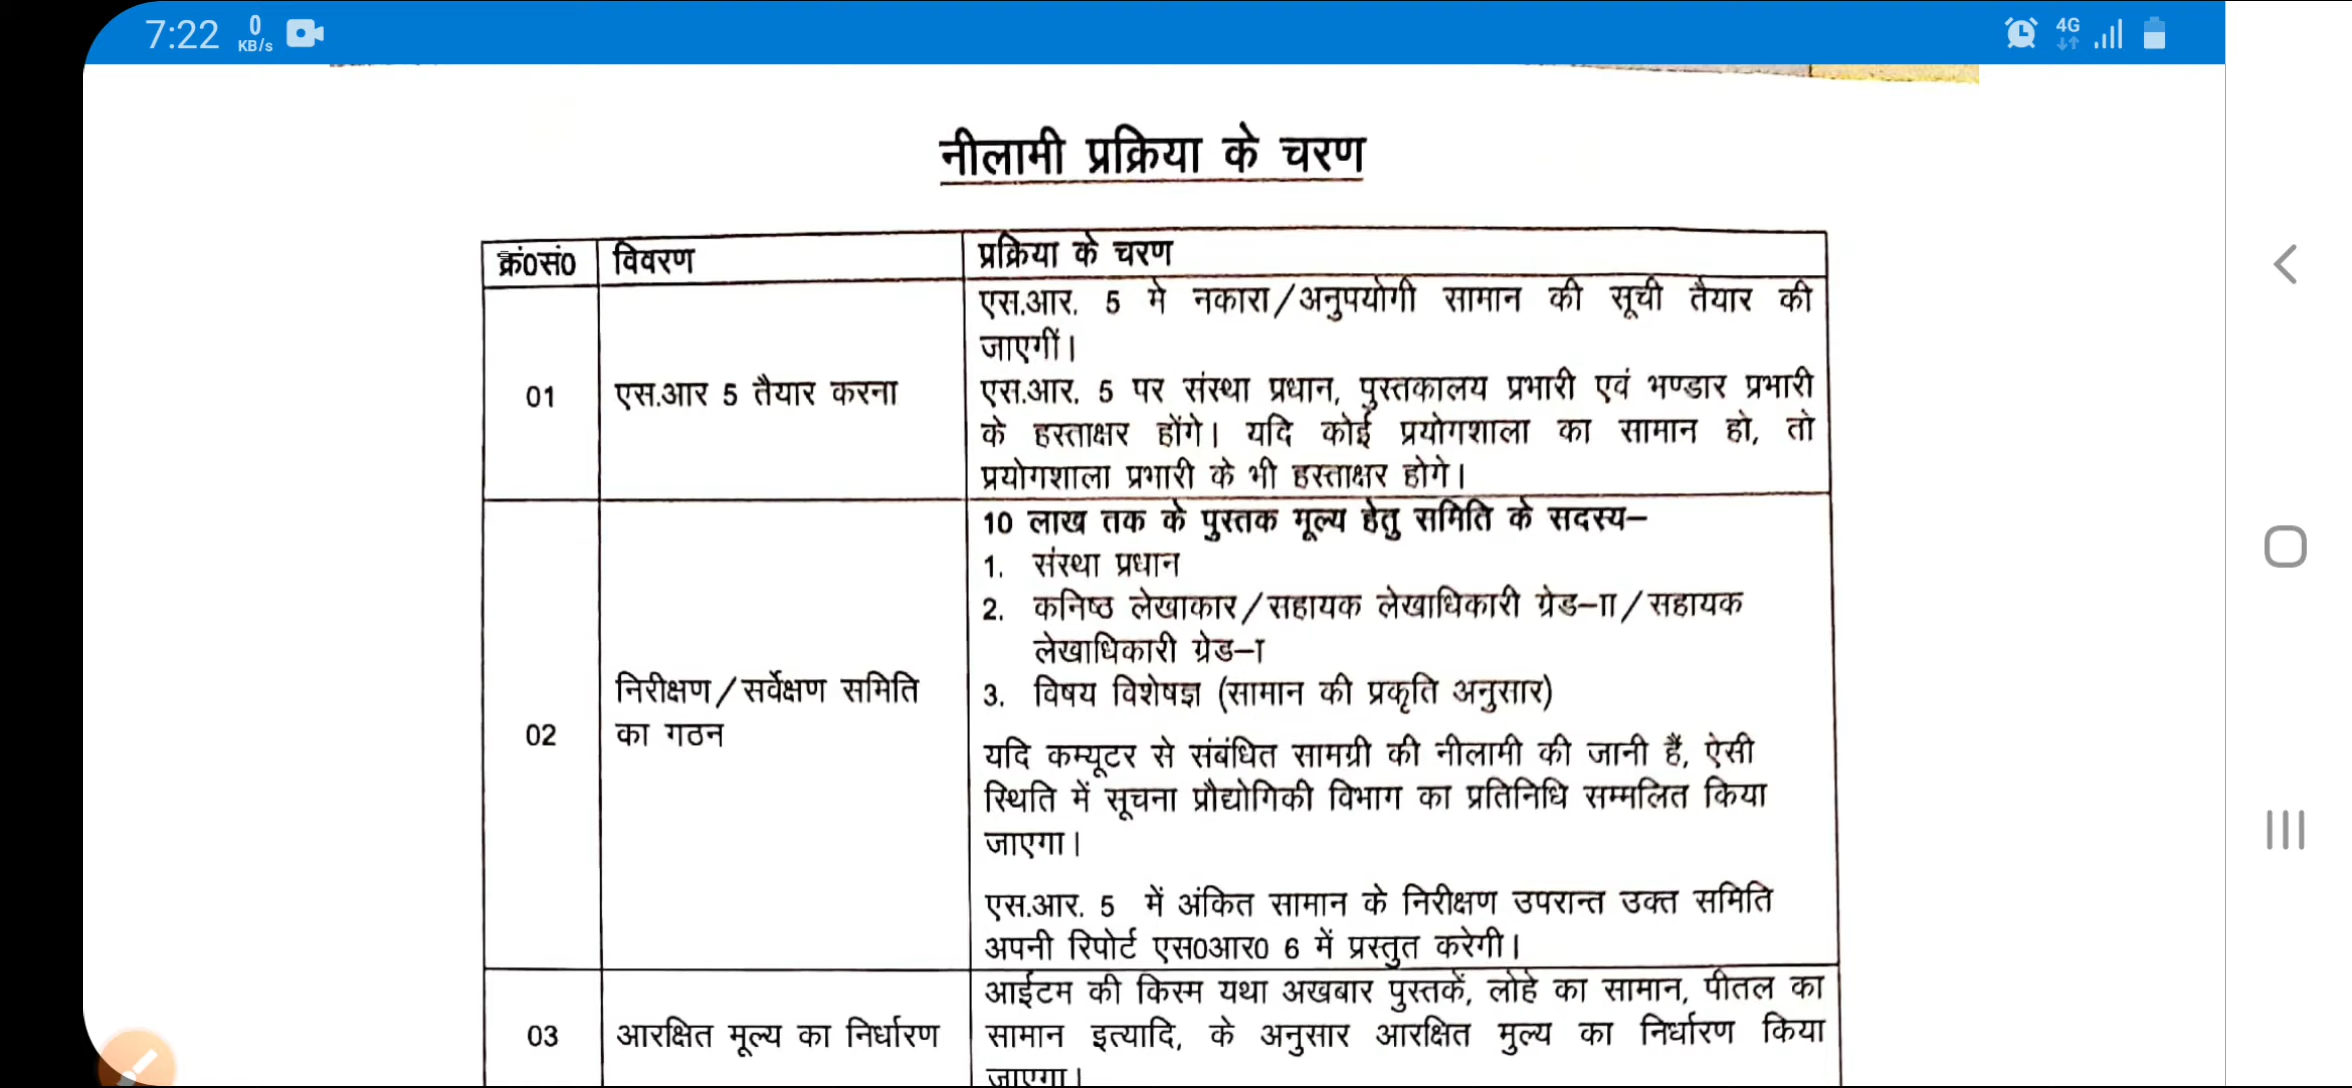 7:22 0 KB/s 4G
नीलामी प्रक्रिया के चरण
क्रं0सं0 विवरण प्रक्रिया के चरण
01 एस.आर 5 तैयार करना
एस.आर. 5 मे नकारा/अनुपयोगी सामान की सूची तैयार की
जाएगीं।
एस.आर. 5 पर संस्था प्रधान, पुस्तकालय प्रभारी एवं भण्डार प्रभारी
के हस्ताक्षर होंगे। यदि कोई प्रयोगशाला का सामान हो, तो
प्रयोगशाला प्रभारी के भी हस्ताक्षर होगे।
02 निरीक्षण/सर्वेक्षण समिति
का गठन
10 लाख तक के पुस्तक मूल्य हेतु समिति के सदस्य–
1. संस्था प्रधान
2. कनिष्ठ लेखाकार/सहायक लेखाधिकारी ग्रेड–II/सहायक
लेखाधिकारी ग्रेड–I
3. विषय विशेषज्ञ (सामान की प्रकृति अनुसार)
यदि कम्यूटर से संबंधित सामग्री की नीलामी की जानी हैं, ऐसी
स्थिति में सूचना प्रौद्योगिकी विभाग का प्रतिनिधि सम्मलित किया
जाएगा।
एस.आर. 5 में अंकित सामान के निरीक्षण उपरान्त उक्त समिति
अपनी रिपोर्ट एस0आर0 6 में प्रस्तुत करेगी।
03 आरक्षित मूल्य का निर्धारण
आईटम की किस्म यथा अखबार पुस्तकें, लोहे का सामान, पीतल का
सामान इत्यादि, के अनुसार आरक्षित मुल्य का निर्धारण किया
जाएगा।